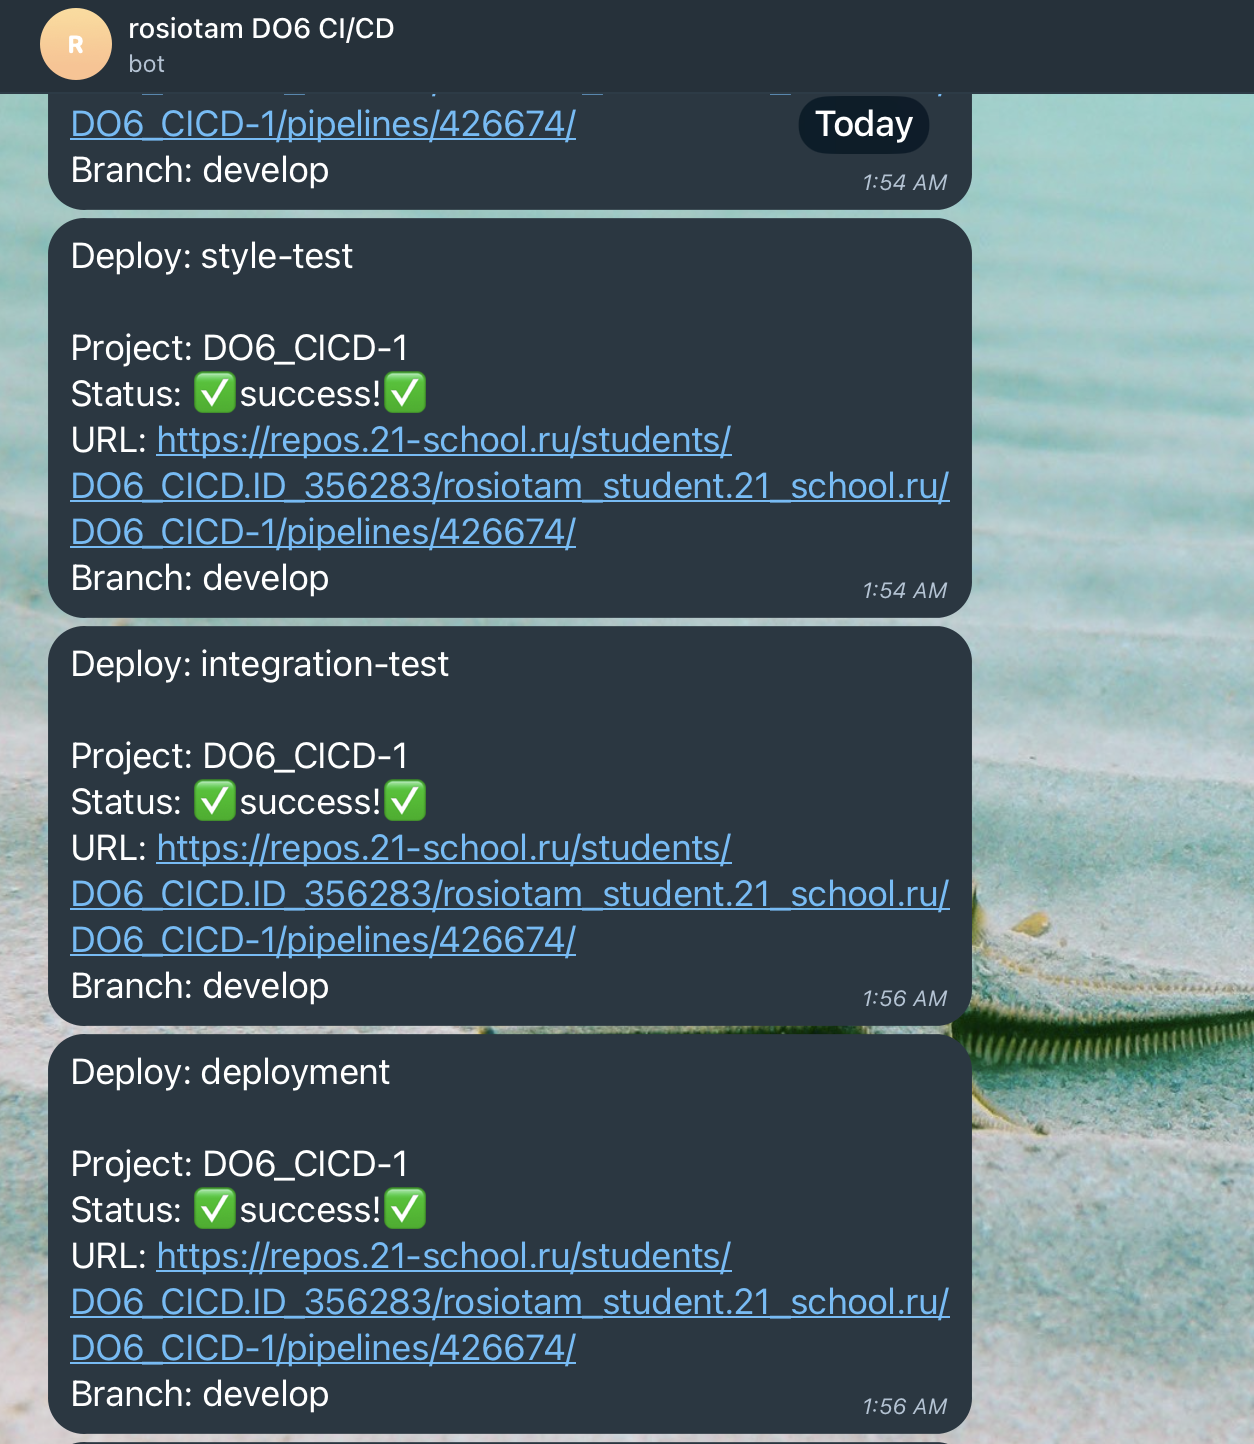 R
rosiotam DO6 CI/CD
bot
DO6_CICD-1/pipelines/426674/
Today
Branch: develop
1:54 AM
Deploy: style-test
Project: DO6_CICD-1
Status: ✅success!✅
URL: https://repos.21-school.ru/students/
DO6_CICD.ID_356283/rosiotam_student.21_school.ru/
DO6_CICD-1/pipelines/426674/
Branch: develop
1:54 AM
Deploy: integration-test
Project: DO6_CICD-1
Status: ✅success!✅
URL: https://repos.21-school.ru/students/
DO6_CICD.ID_356283/rosiotam_student.21_school.ru/
DO6_CICD-1/pipelines/426674/
Branch: develop
1:56 AM
Deploy: deployment
Project: DO6_CICD-1
Status: ✅success!✅
URL: https://repos.21-school.ru/students/
DO6_CICD.ID_356283/rosiotam_student.21_school.ru/
DO6_CICD-1/pipelines/426674/
Branch: develop
1:56 AM